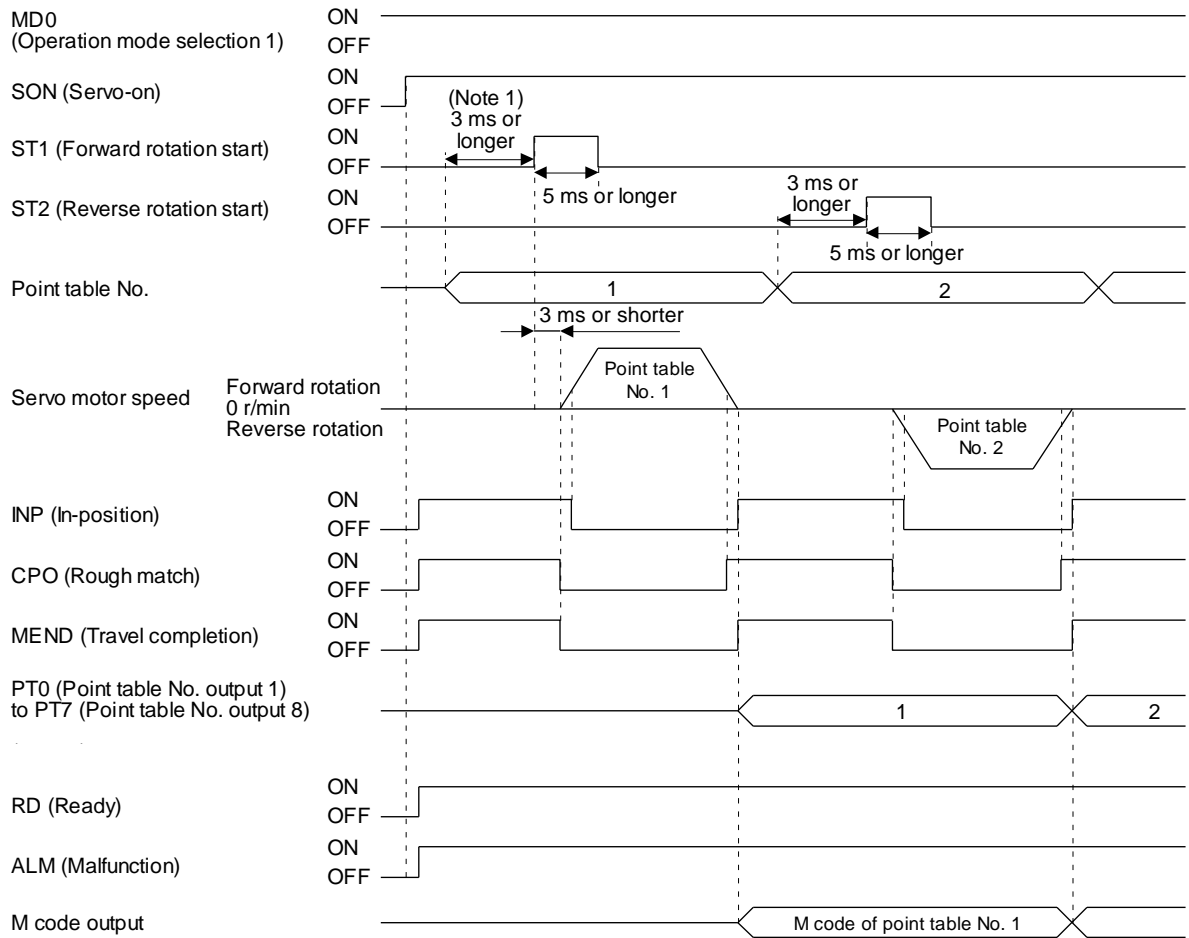 MD0
(Operation mode selection 1)
ON
OFF
SON (Servo-on)
ON
OFF
(Note 1)
3 ms or
longer
ST1 (Forward rotation start)
ON
OFF
5 ms or longer
ST2 (Reverse rotation start)
ON
OFF
3 ms or
longer
5 ms or longer
Point table No.
1
2
3 ms or shorter
Servo motor speed
Forward rotation
0 r/min
Reverse rotation
Point table
No. 1
Point table
No. 2
INP (In-position)
ON
OFF
CPO (Rough match)
ON
OFF
MEND (Travel completion)
ON
OFF
PT0 (Point table No. output 1)
to PT7 (Point table No. output 8)
1
2
RD (Ready)
ON
OFF
ALM (Malfunction)
ON
OFF
M code output
M code of point table No. 1